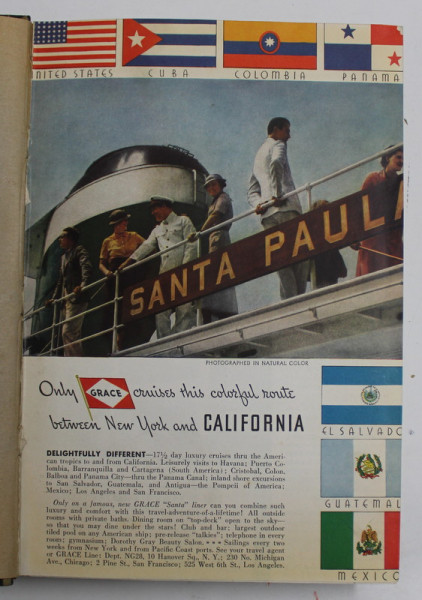 UNITED STATES
CUBA
COLOMBIA
PANAMA
SANTA PAULA
PHOTOGRAPHED IN NATURAL COLOR
Only GRACE cruises this colorful route
between New York and CALIFORNIA
DELIGHTFULLY DIFFERENT—17½ day luxury cruises thru the Ameri-
can tropics to and from California. Leisurely visits to Havana; Puerto Co-
lombia, Barranquilla and Cartagena (South America); Cristobal, Colon,
Balboa and Panama City—thru the Panama Canal; inland shore excursions
to San Salvador, Guatemala, and Antigua—the Pompeii of America;
Mexico; Los Angeles and San Francisco.
Only on a famous, new GRACE "Santa" liner can you combine such
luxury and comfort with this travel-adventure-of-a-lifetime! All outside
rooms with private baths. Dining room on "top-deck" open to the sky—
so that you may dine under the stars! Club and bar; largest outdoor
tiled pool on any American ship; pre-release "talkies"; telephone in every
room; gymnasium; Dorothy Gray Beauty Salon. ★★★ Sailings every two
weeks from New York and from Pacific Coast ports. See your travel agent
or GRACE Line: Dept. NG28, 10 Hanover Sq., N. Y.; 230 No. Michigan
Ave., Chicago; 2 Pine St., San Francisco; 525 West 6th St., Los Angeles.
EL SALVADOR
GUATEMAL
MEXICO